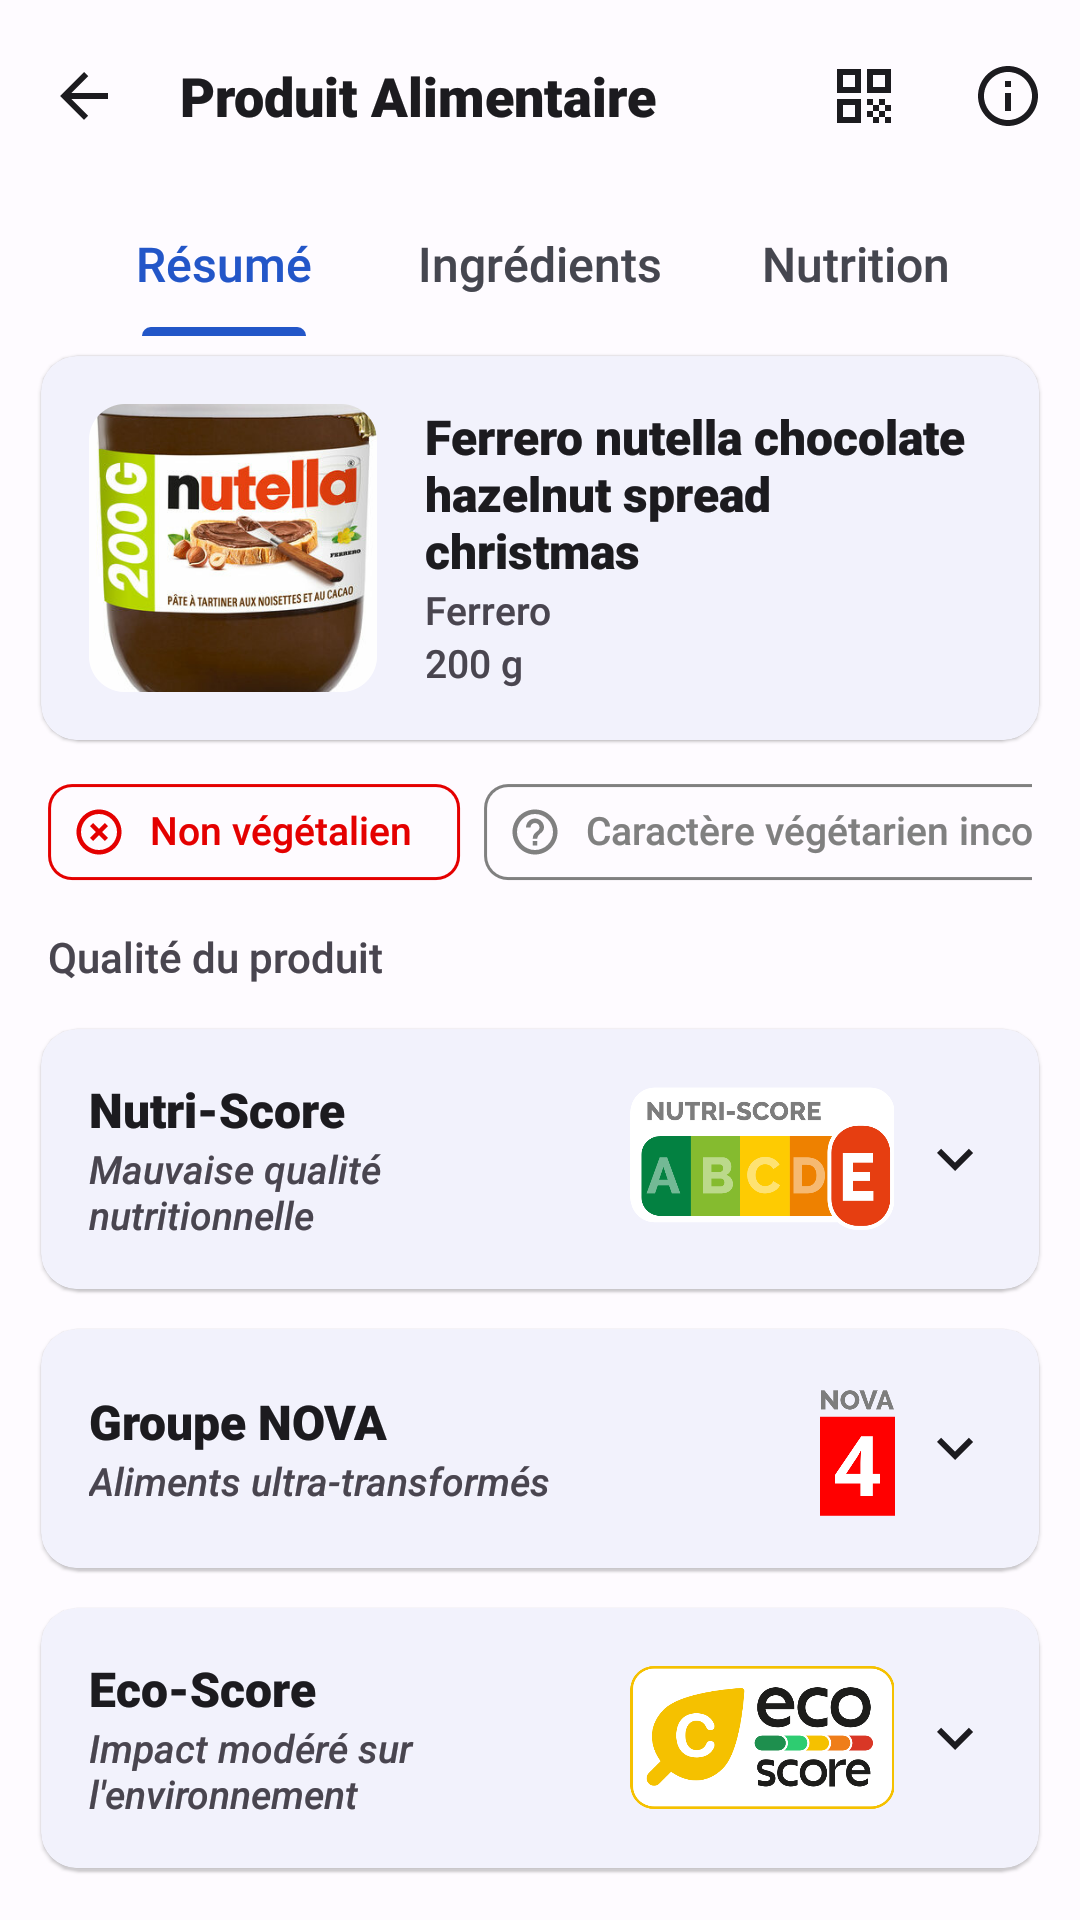 Produit Alimentaire
Résumé
Ingrédients
Nutrition
200 G
nutella
FERRERO
PÂTE À TARTINER AUX NOISETTES ET AU CACAO
Ferrero nutella chocolate
hazelnut spread
christmas
Ferrero
200 g
Non végétalien
Caractère végétarien inco
Qualité du produit
Nutri-Score
Mauvaise qualité
nutritionnelle
NUTRI-SCORE
A B C D E
Groupe NOVA
Aliments ultra-transformés
NOVA
4
Eco-Score
Impact modéré sur
l'environnement
C
eco
score